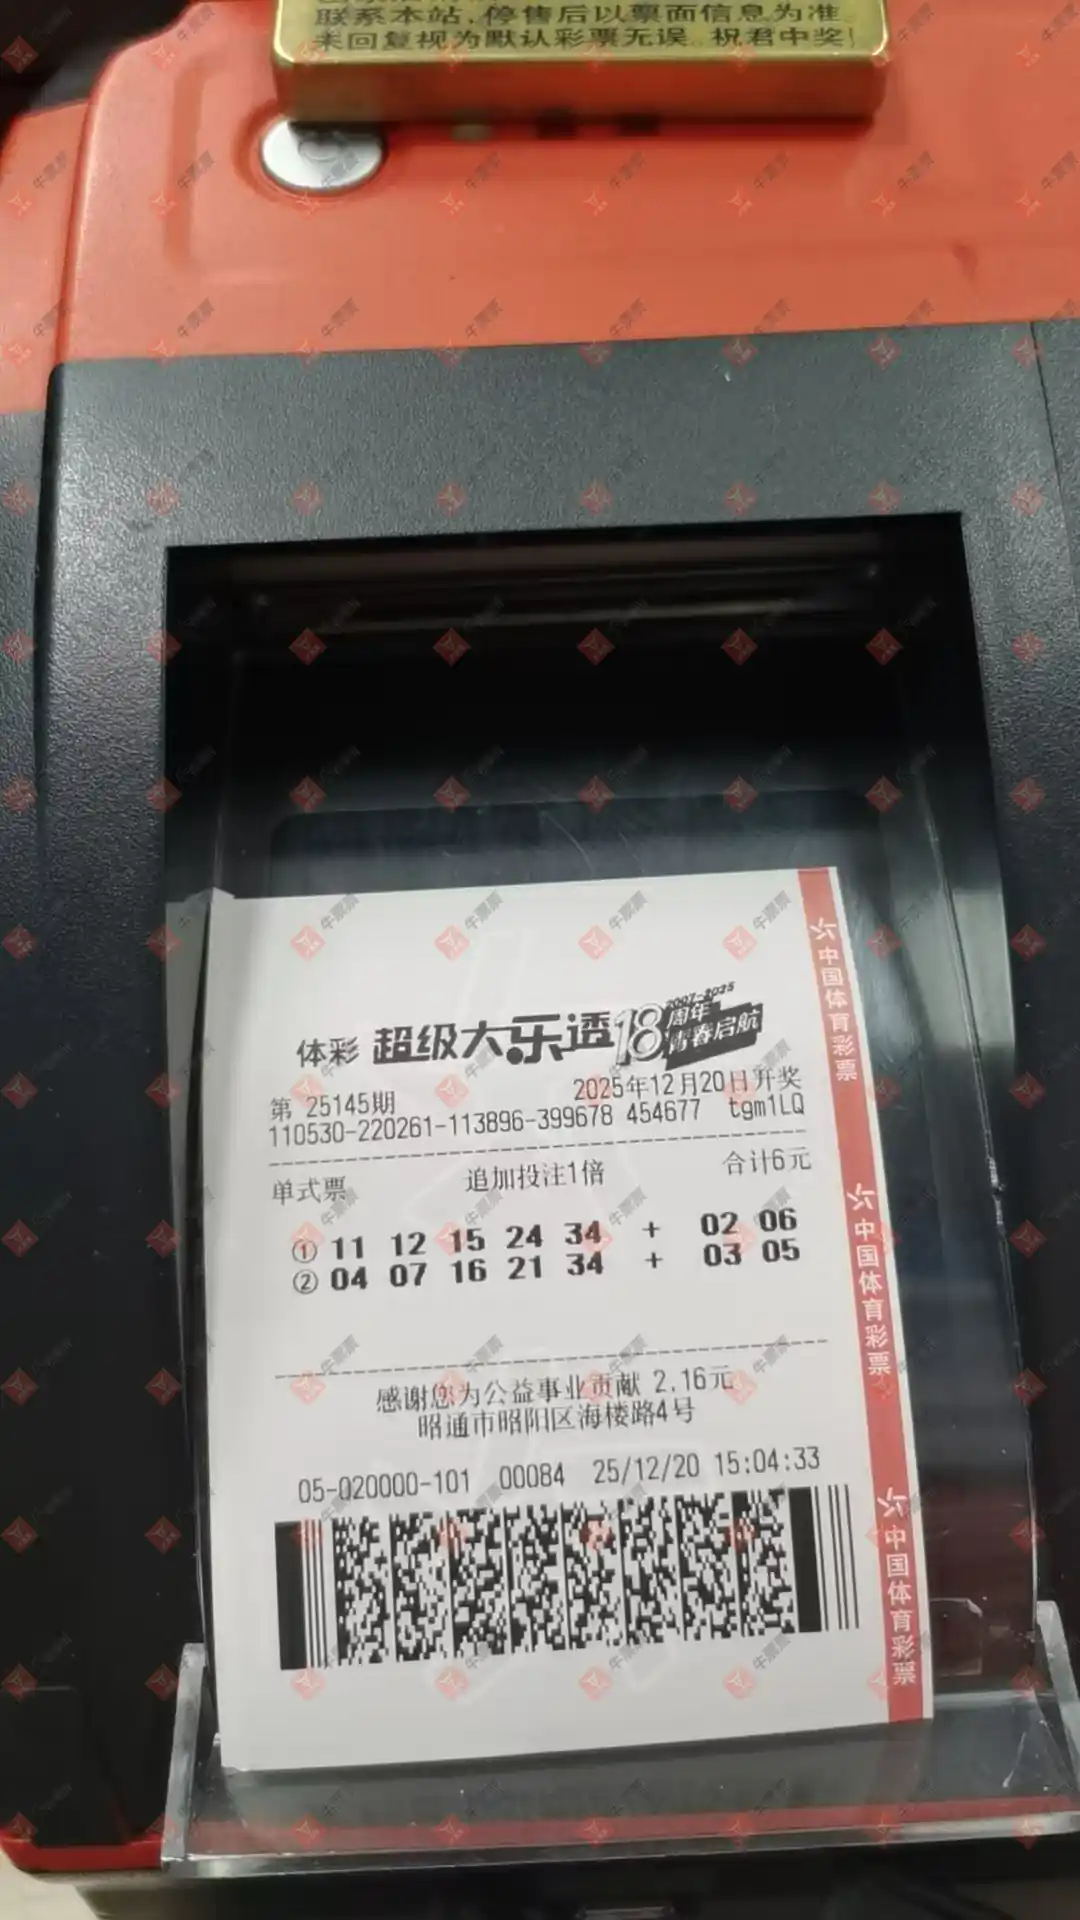 联系本站，停售后以票面信息为准。
未回复视为默认彩票无误。祝君中奖！
中国体育彩票
体彩 超级大乐透 18周年 2007-2025 青春启航
第 25145期 2025年12月20日开奖
110530-220261-113896-399678 454677 tgm1LQ
单式票 追加投注1倍 合计6元
① 11 12 15 24 34 + 02 06
② 04 07 16 21 34 + 03 05
中国体育彩票
感谢您为公益事业贡献 2.16元
昭通市昭阳区海楼路4号
05-020000-101 00084 25/12/20 15:04:33
中国体育彩票
牛票票